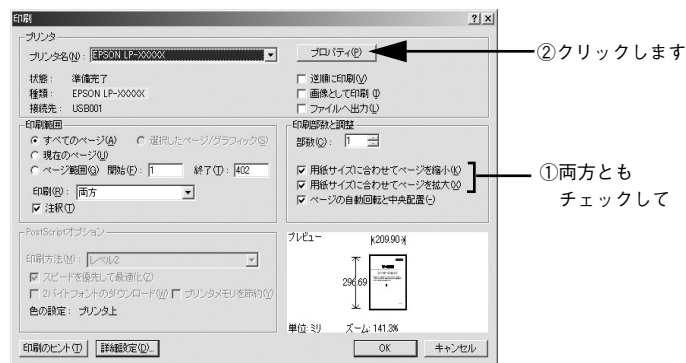 印刷
プリンタ
プリンタ名(N): EPSON LP-XXXXX
プロパティ(P)
②クリックします
状態: 準備完了
種類: EPSON LP-XXXXX
接続先: USB001
逆順に印刷(V)
画像として印刷(I)
ファイルへ出力(L)
印刷範囲
すべてのページ(A)
選択したページ/グラフィック(S)
現在のページ(U)
ページ範囲(G) 開始(F): 1 終了(T): 402
印刷(R): 両方
注釈(T)
印刷部数と調整
部数(C): 1
用紙サイズに合わせてページを縮小(K)
用紙サイズに合わせてページを拡大(X)
ページの自動回転と中央配置(-)
①両方とも
チェックして
PostScriptオプション
印刷方法(M): レベル2
スピードを優先して最適化(Z)
2バイトフォントのダウンロード(W)
プリンタメモリを節約(Y)
色の設定: プリンタ上
プレビュー
209.90
296.69
単位: ミリ ズーム: 141.3%
印刷のヒント(T)
詳細設定(D)...
OK
キャンセル